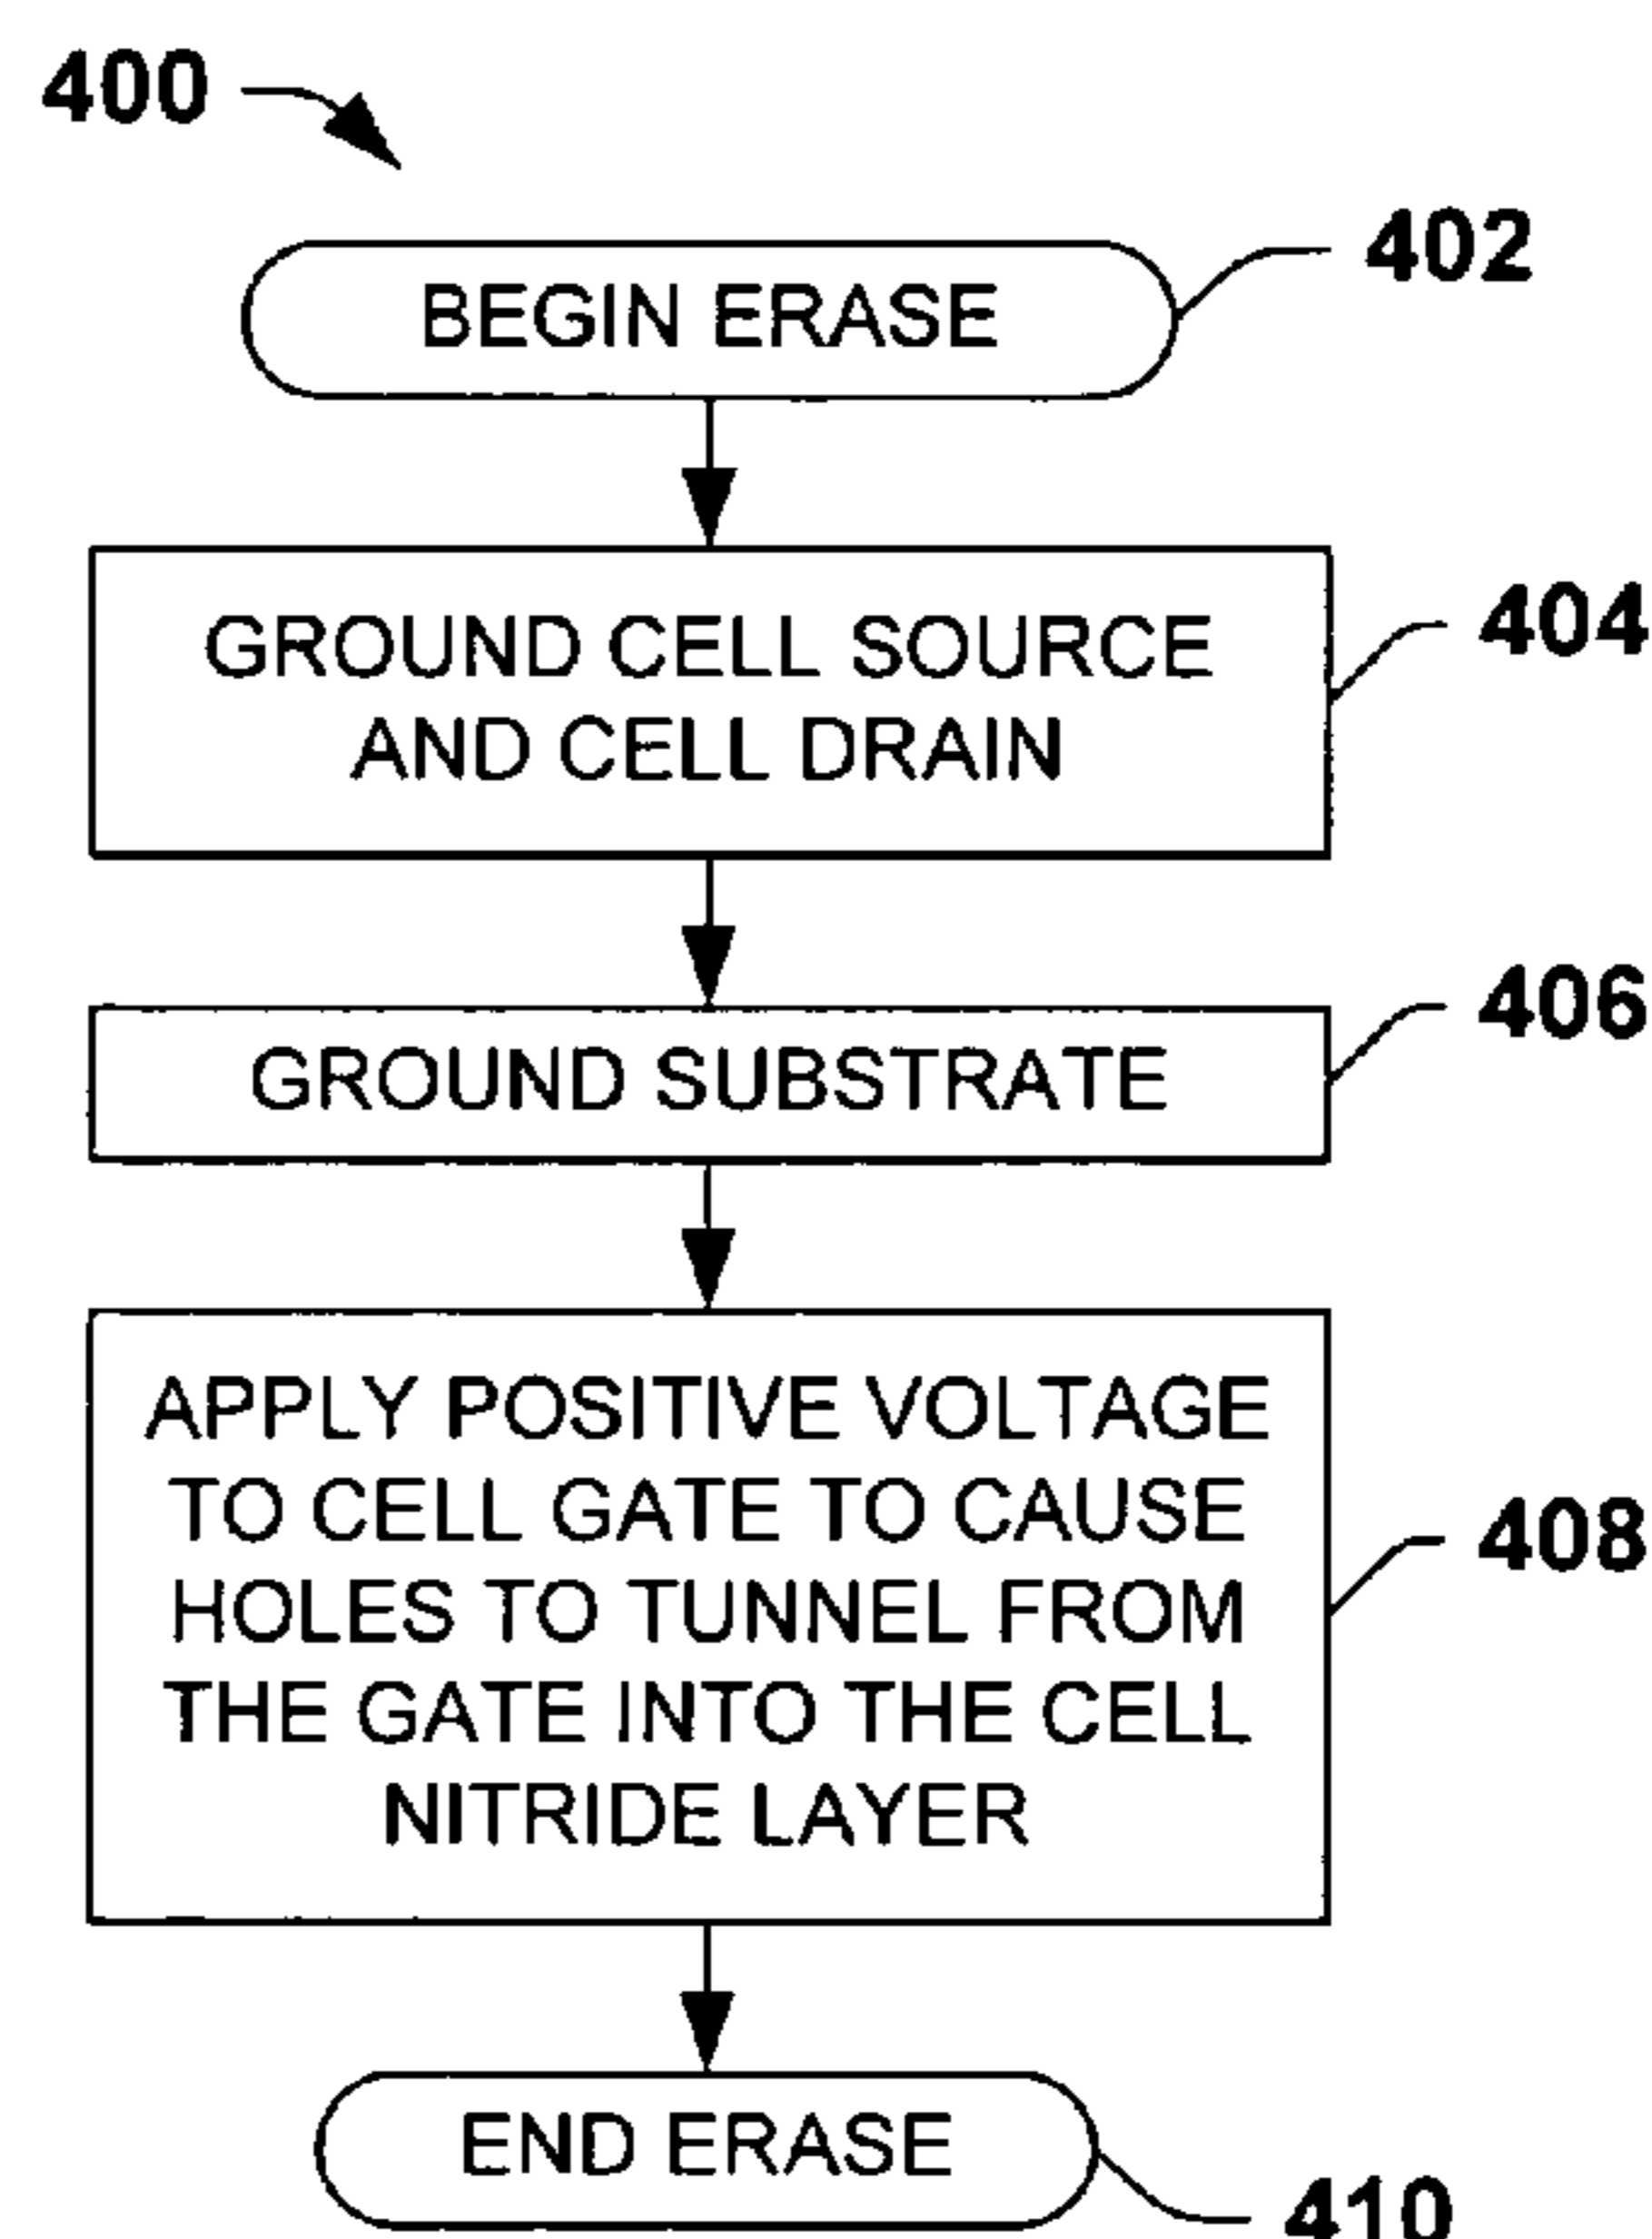 400
402
BEGIN ERASE
404
GROUND CELL SOURCE
AND CELL DRAIN
406
GROUND SUBSTRATE
408
APPLY POSITIVE VOLTAGE
TO CELL GATE TO CAUSE
HOLES TO TUNNEL FROM
THE GATE INTO THE CELL
NITRIDE LAYER
END ERASE
410